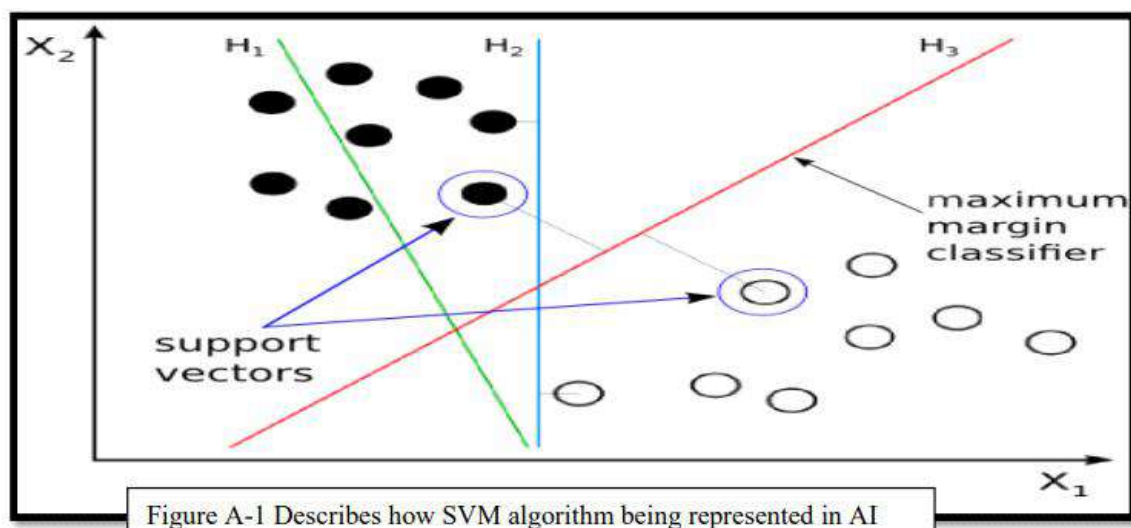 X₂
H₁
H₂
H₃
maximum
margin
classifier
support
vectors
X₁
Figure A-1 Describes how SVM algorithm being represented in AI